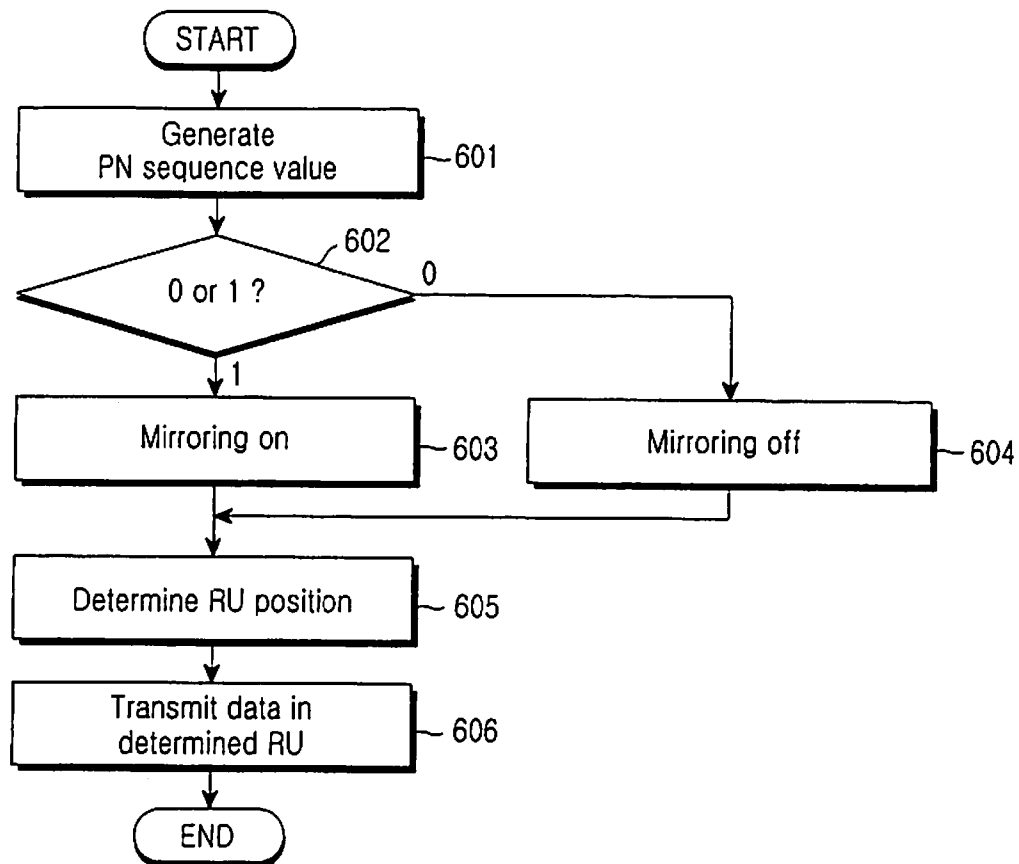 START
Generate
PN sequence value
601
602
0 or 1 ?
0
1
Mirroring on
603
Mirroring off
604
Determine RU position
605
Transmit data in
determined RU
606
END